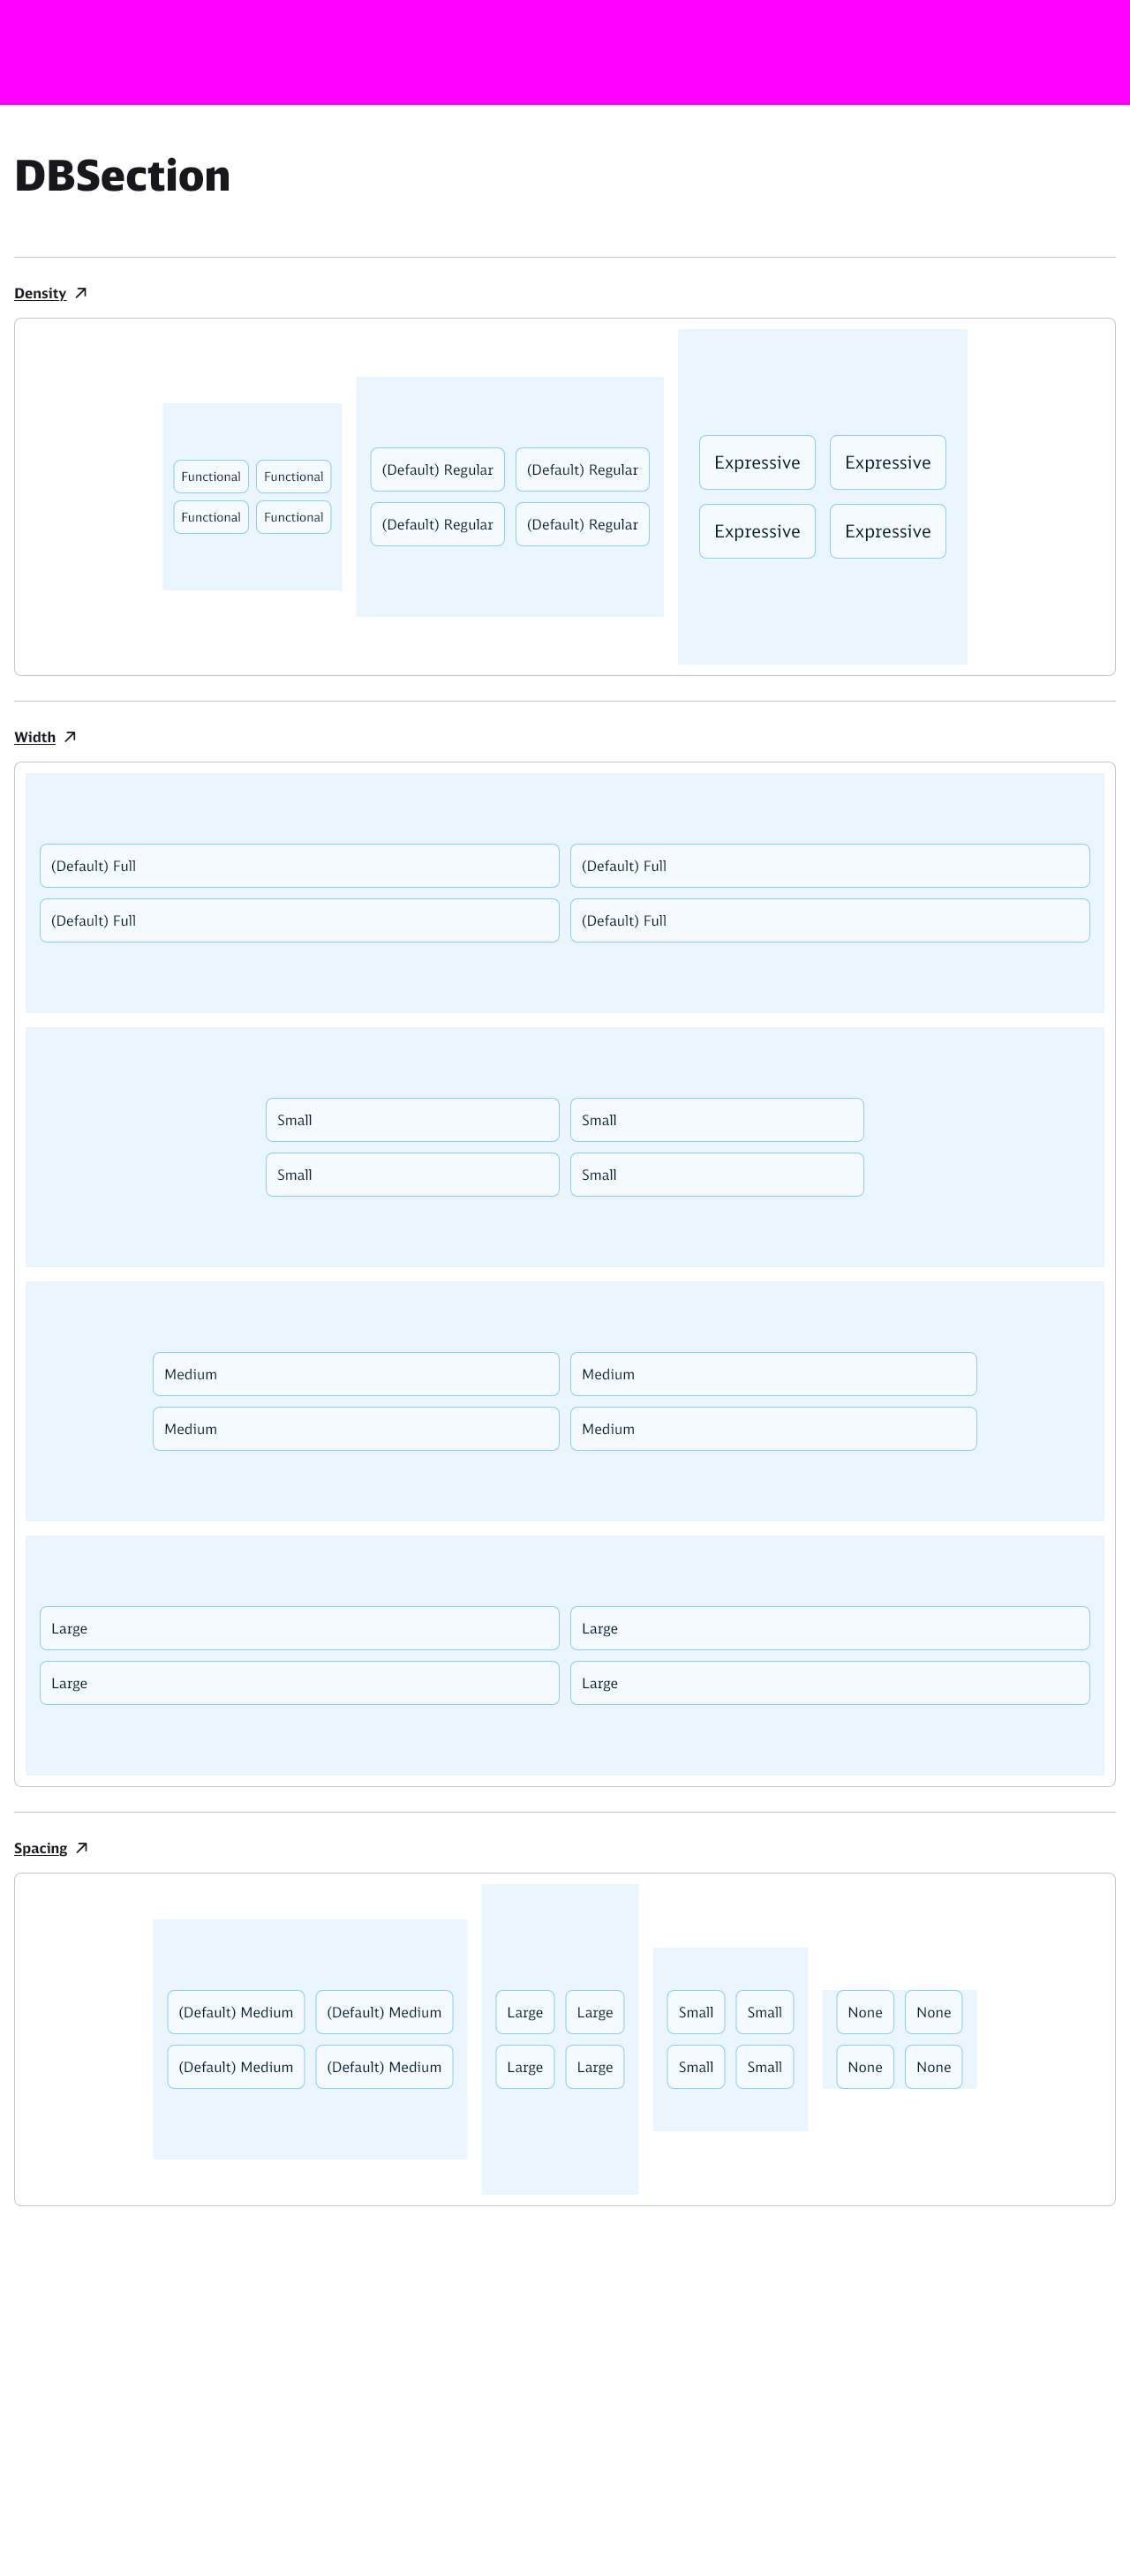 DBSection
Density
Functional Functional (Default) Regular (Default) Regular Expressive Expressive
Functional Functional (Default) Regular (Default) Regular Expressive Expressive
Width
(Default) Full (Default) Full
(Default) Full (Default) Full
Small Small
Small Small
Medium Medium
Medium Medium
Large Large
Large Large
Spacing
(Default) Medium (Default) Medium Large Large Small Small None None
(Default) Medium (Default) Medium Large Large Small Small None None